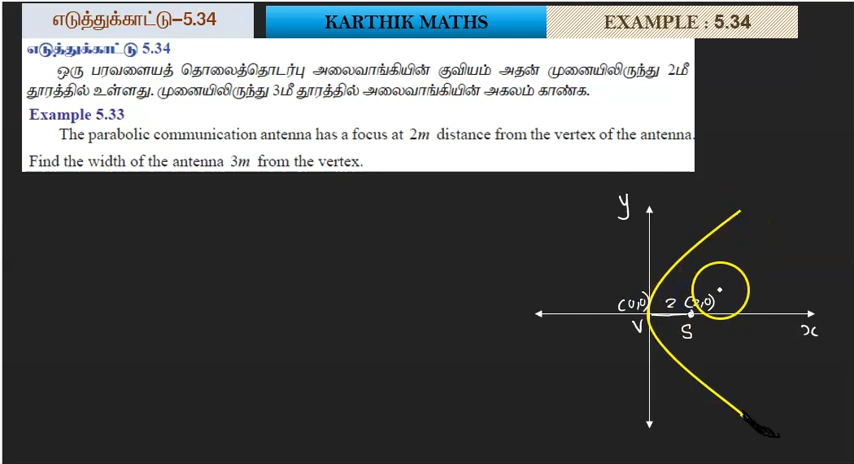 எடுத்துக்காட்டு–5.34
KARTHIK MATHS
EXAMPLE : 5.34
எடுத்துக்காட்டு 5.34
ஒரு பரவளையத் தொலைத்தொடர்பு அலைவாங்கியின் குவியம் அதன் முனையிலிருந்து 2மீ
தூரத்தில் உள்ளது. முனையிலிருந்து 3மீ தூரத்தில் அலைவாங்கியின் அகலம் காண்க.
Example 5.33
The parabolic communication antenna has a focus at 2m distance from the vertex of the antenna.
Find the width of the antenna 3m from the vertex.
y
(0,0) 2 (2,0)
V S x